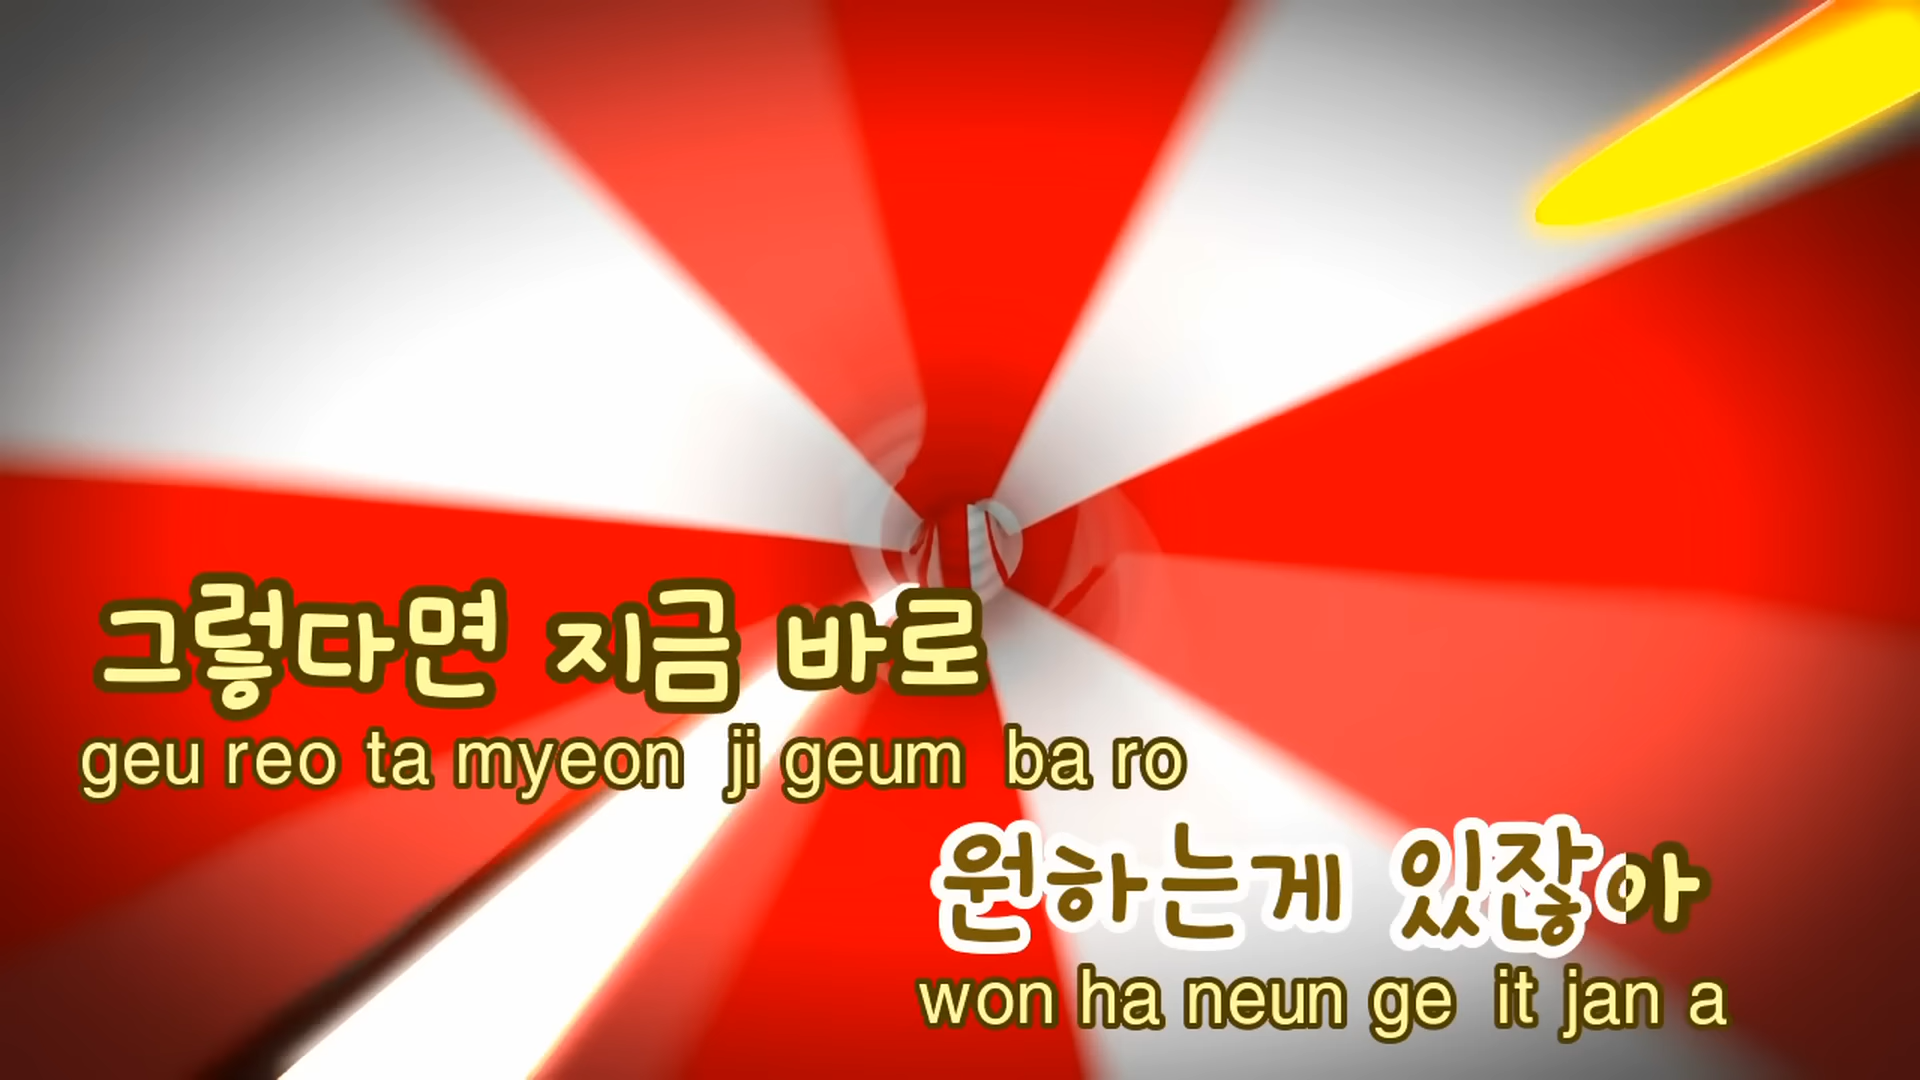 그렇다면 지금 바로
geu reo ta myeon ji geum ba ro
원하는게 있잖아
won ha neun ge it jan a